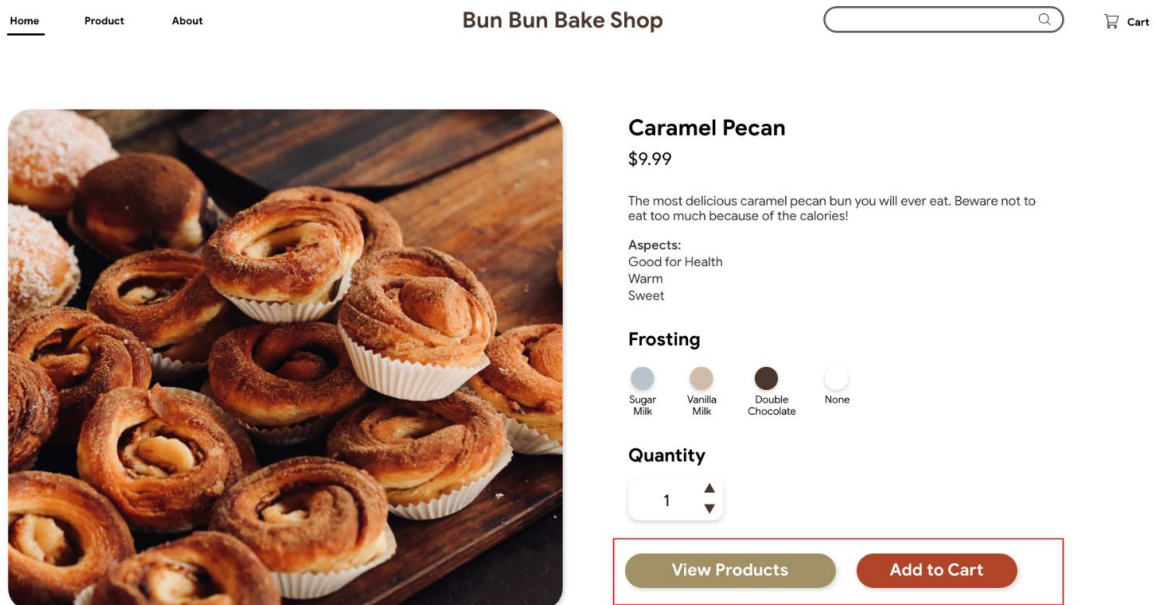 Home
Product
About
Bun Bun Bake Shop
Cart
Caramel Pecan
$9.99
The most delicious caramel pecan bun you will ever eat. Beware not to
eat too much because of the calories!
Aspects:
Good for Health
Warm
Sweet
Frosting
Sugar
Milk
Vanilla
Milk
Double
Chocolate
None
Quantity
1
View Products
Add to Cart